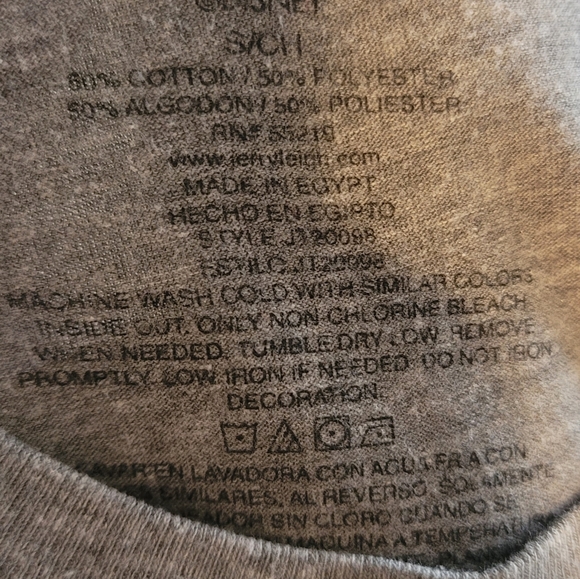 ©DISNEY
S/CH
50% COTTON / 50% POLYESTER
50% ALGODON / 50% POLIESTER
RN# 55219
www.jerryleigh.com
MADE IN EGYPT
HECHO EN EGIPTO
STYLE J120098
ESTILO J120098
MACHINE WASH COLD WITH SIMILAR COLORS
INSIDE OUT. ONLY NON CHLORINE BLEACH
WHEN NEEDED. TUMBLE DRY LOW. REMOVE
PROMPTLY. LOW IRON IF NEEDED. DO NOT IRON
DECORATION.
LAVAR EN LAVADORA CON AGUA FRIA CON
SIMILARES, AL REVERSO. SOLAMENTE
SIN CLORO CUANDO SE
MAQUINA A TEMPERATURA